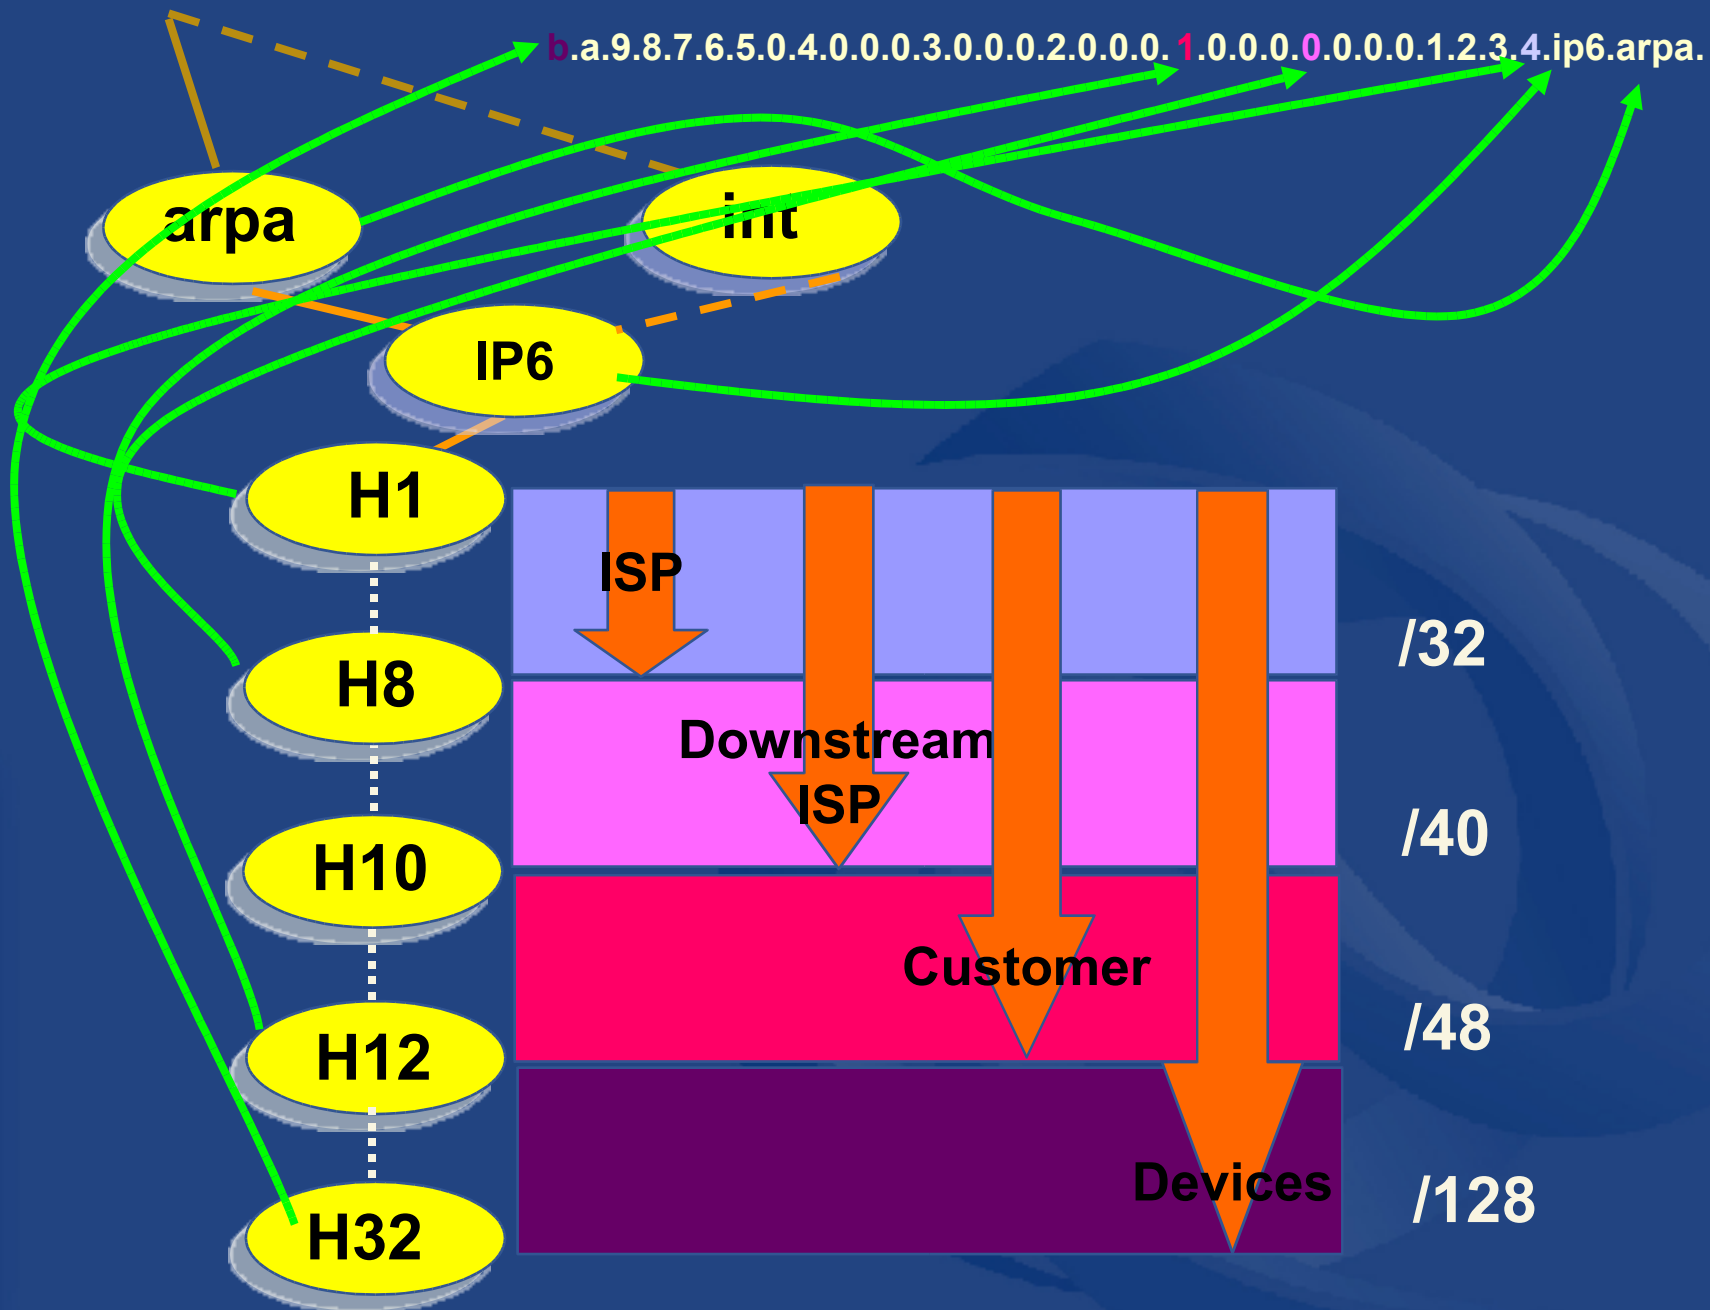 b.a.9.8.7.6.5.0.4.0.0.0.3.0.0.0.2.0.0.0.1.0.0.0.0.0.0.0.1.2.3.4.ip6.arpa.
arpa
int
IP6
H1
ISP
/32
H8
Downstream
ISP
/40
H10
Customer
/48
H12
Devices
/128
H32